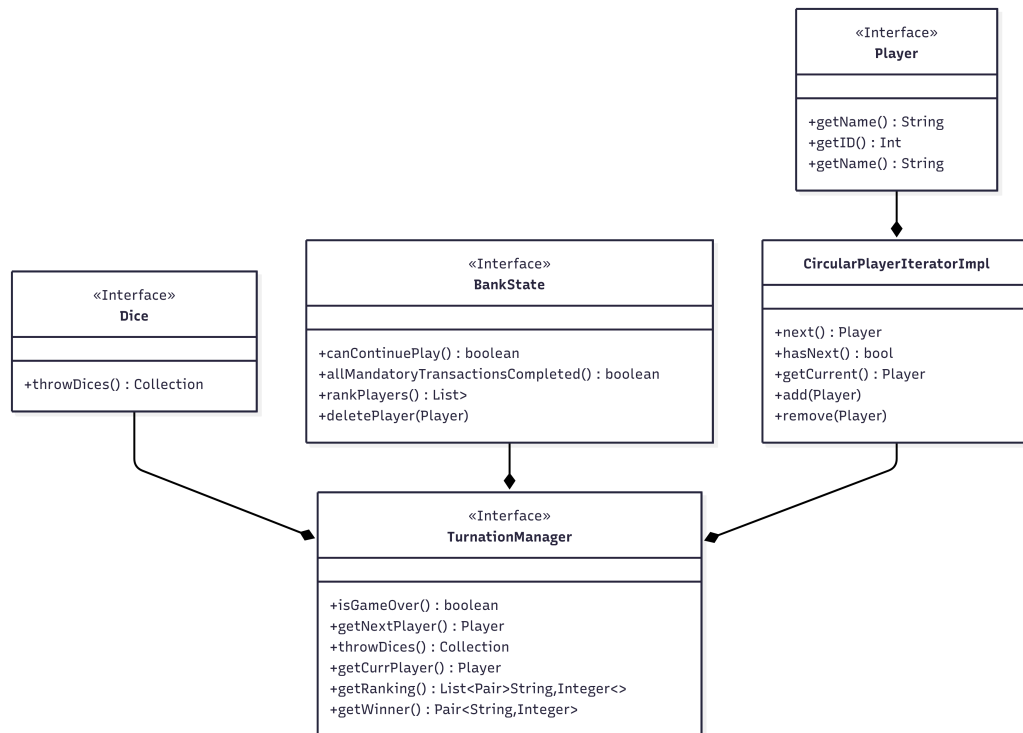 «Interface»
Player
+getName() : String
+getID() : Int
+getName() : String
«Interface»
Dice
+throwDices() : Collection
«Interface»
BankState
+canContinuePlay() : boolean
+allMandatoryTransactionsCompleted() : boolean
+rankPlayers() : List>
+deletePlayer(Player)
CircularPlayerIteratorImpl
+next() : Player
+hasNext() : bool
+getCurrent() : Player
+add(Player)
+remove(Player)
«Interface»
TurnationManager
+isGameOver() : boolean
+getNextPlayer() : Player
+throwDices() : Collection
+getCurrPlayer() : Player
+getRanking() : List<Pair>String,Integer<>
+getWinner() : Pair<String,Integer>